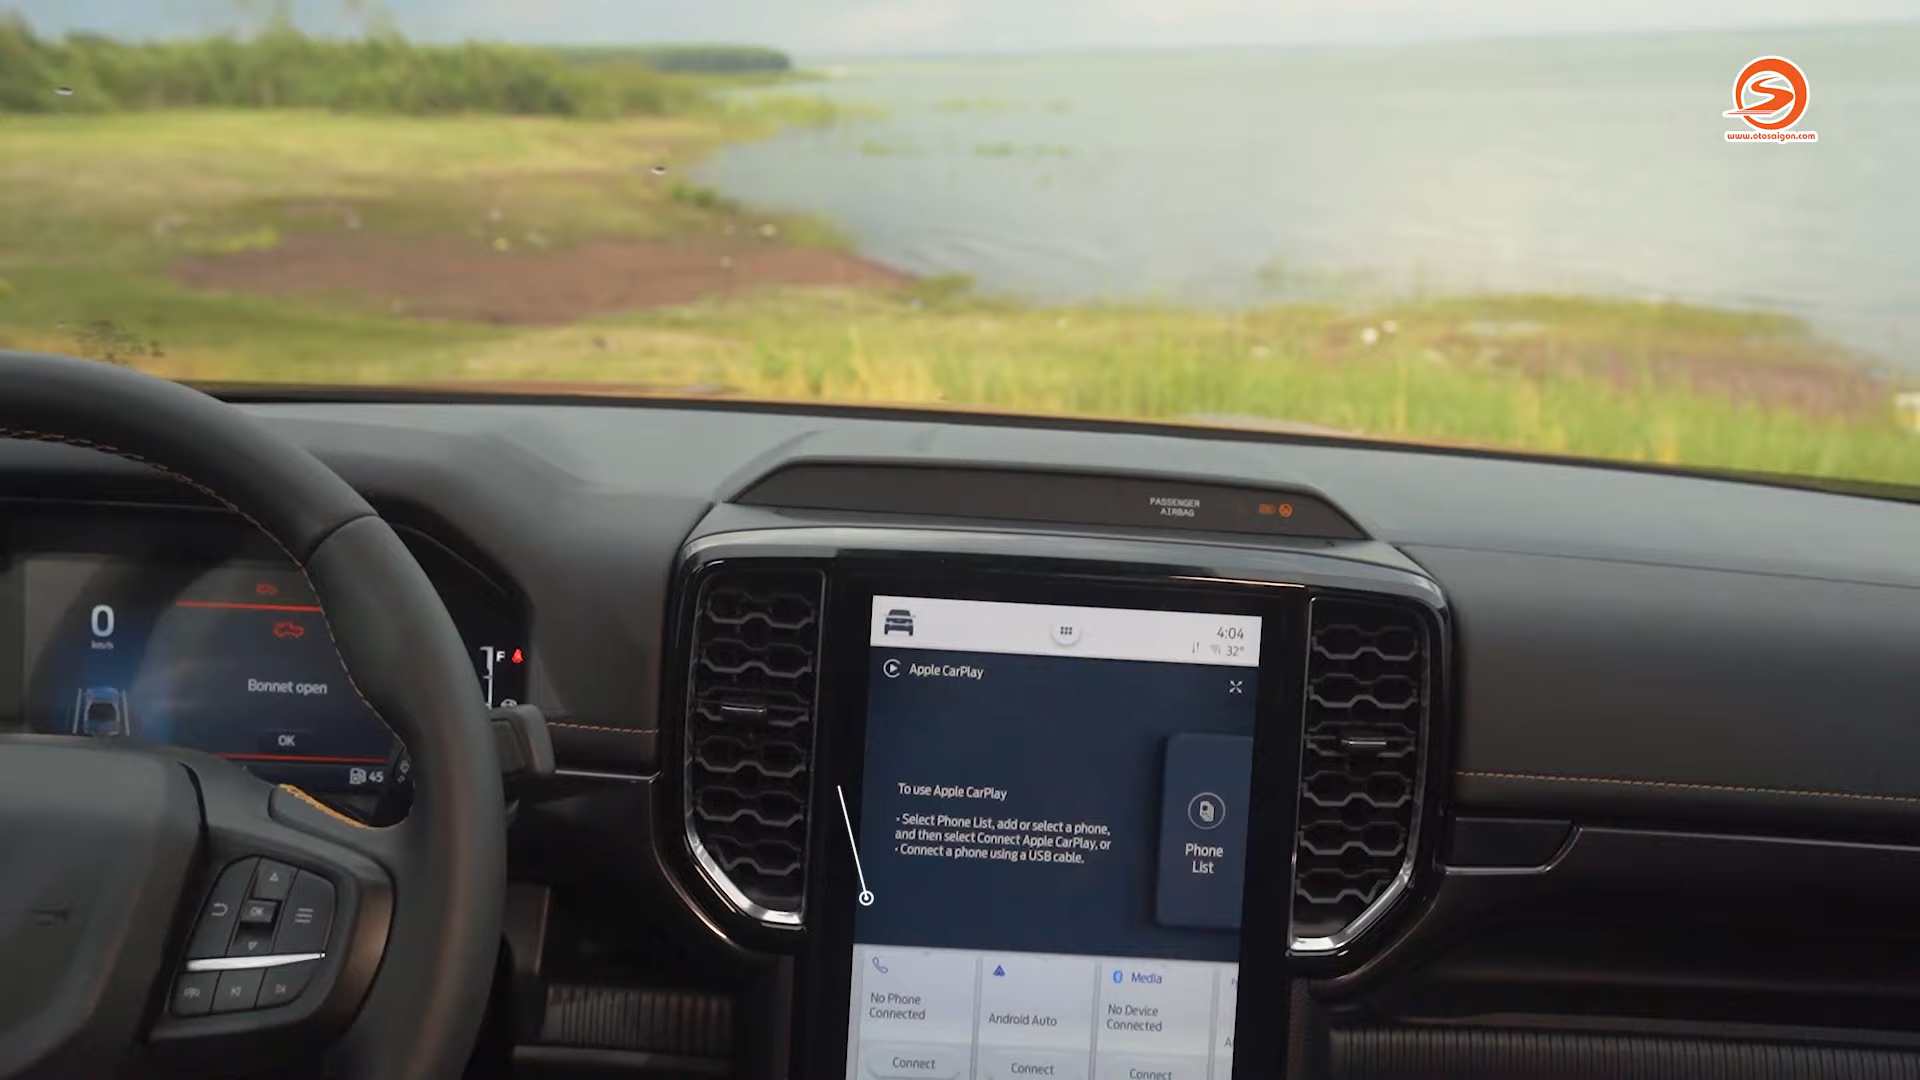 www.otosaigon.com
PASSENGER
AIRBAG
0
km/h
Bonnet open
OK
45
F
4:04
32°
Apple CarPlay
To use Apple CarPlay
• Select Phone List, add or select a phone,
and then select Connect Apple CarPlay, or
• Connect a phone using a USB cable.
Phone
List
No Phone
Connected
Connect
Android Auto
Connect
Media
No Device
Connected
Connect
OK